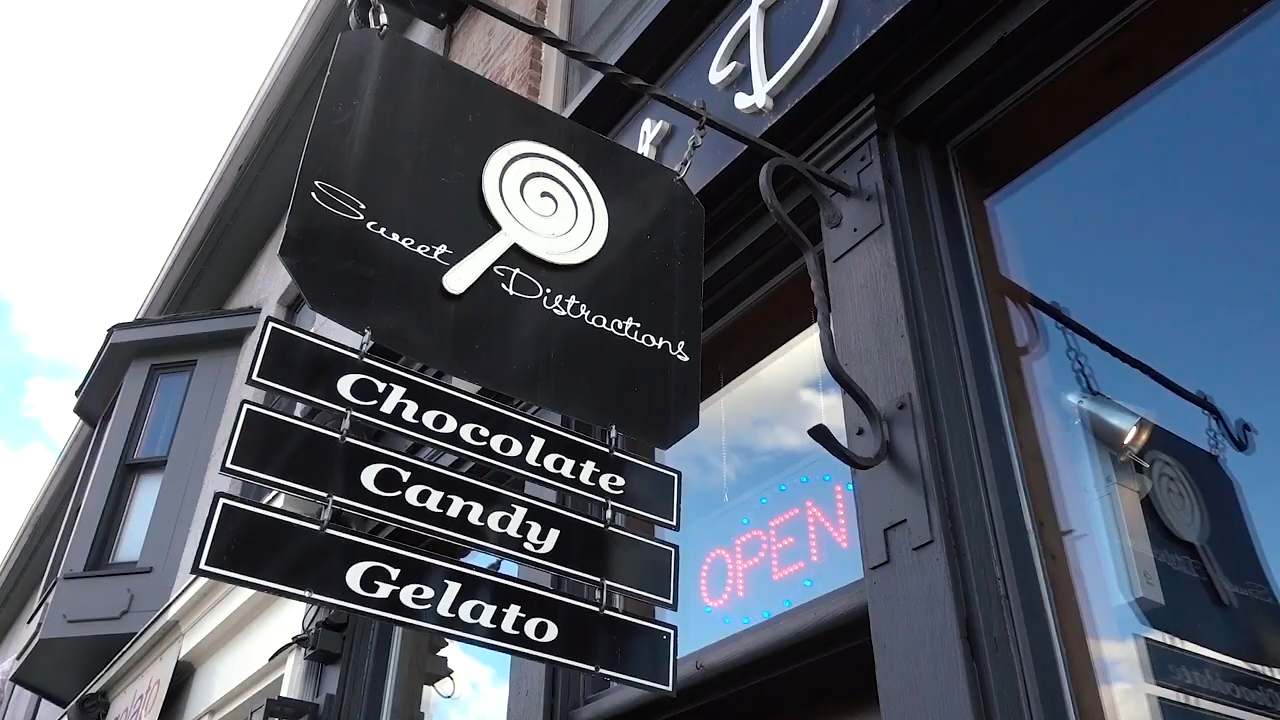 Sweet Distractions
Chocolate
Candy
Gelato
OPEN
D